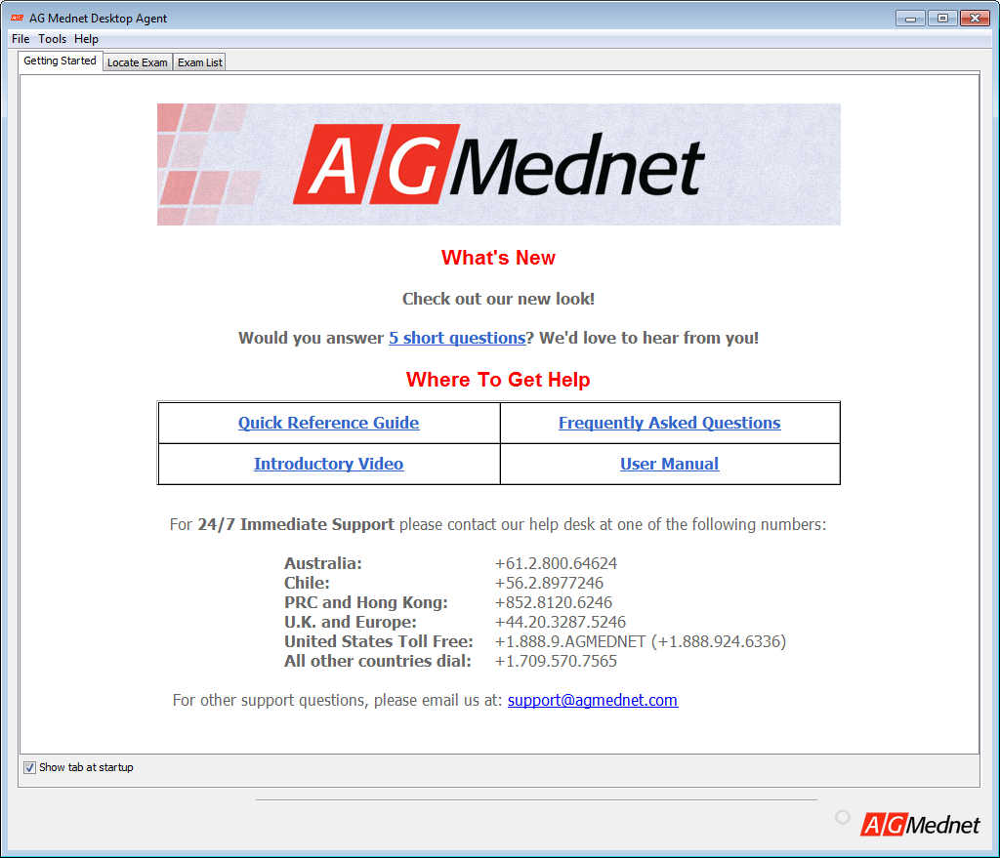 AG Mednet Desktop Agent
File Tools Help
Getting Started Locate Exam Exam List
AG Mednet
What's New
Check out our new look!
Would you answer 5 short questions? We'd love to hear from you!
Where To Get Help
Quick Reference Guide Frequently Asked Questions
Introductory Video User Manual
For 24/7 Immediate Support please contact our help desk at one of the following numbers:
Australia: +61.2.800.64624
Chile: +56.2.8977246
PRC and Hong Kong: +852.8120.6246
U.K. and Europe: +44.20.3287.5246
United States Toll Free: +1.888.9.AGMEDNET (+1.888.924.6336)
All other countries dial: +1.709.570.7565
For other support questions, please email us at: support@agmednet.com
Show tab at startup
AG Mednet